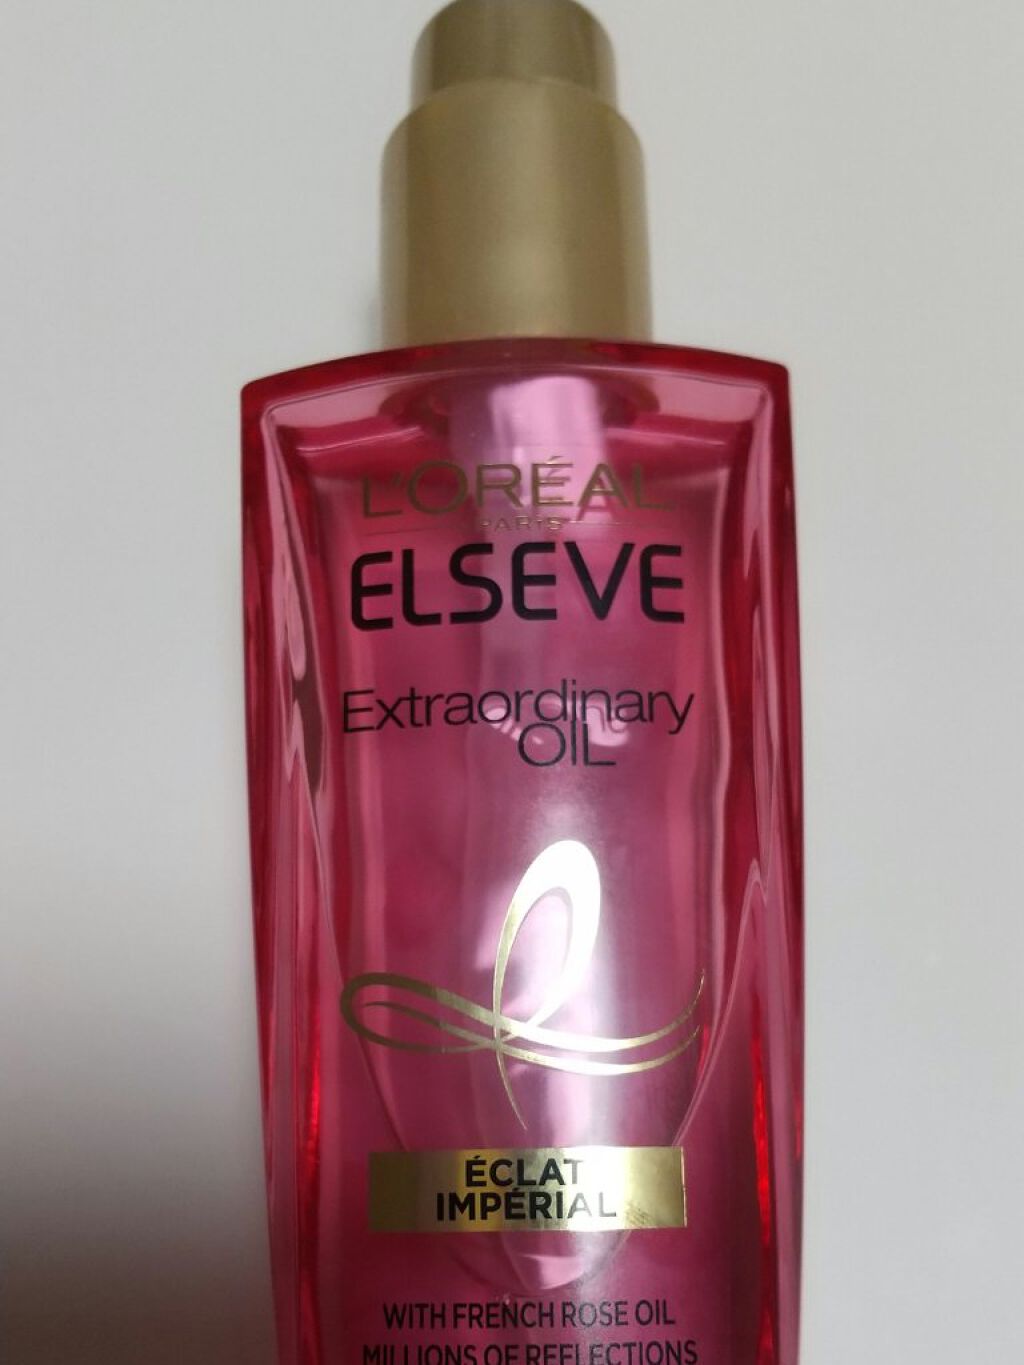 L'ORÉAL
PARIS
ELSEVE
Extraordinary
OIL
ÉCLAT
IMPÉRIAL
WITH FRENCH ROSE OIL
MILLIONS OF REFLECTIONS